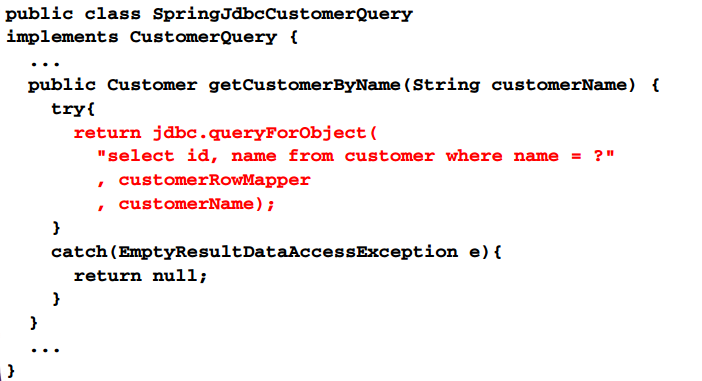 public class SpringJdbcCustomerQuery
implements CustomerQuery {
...
public Customer getCustomerByName(String customerName) {
try{
return jdbc.queryForObject(
"select id, name from customer where name = ?"
, customerRowMapper
, customerName);
}
catch(EmptyResultDataAccessException e){
return null;
}
}
...
}